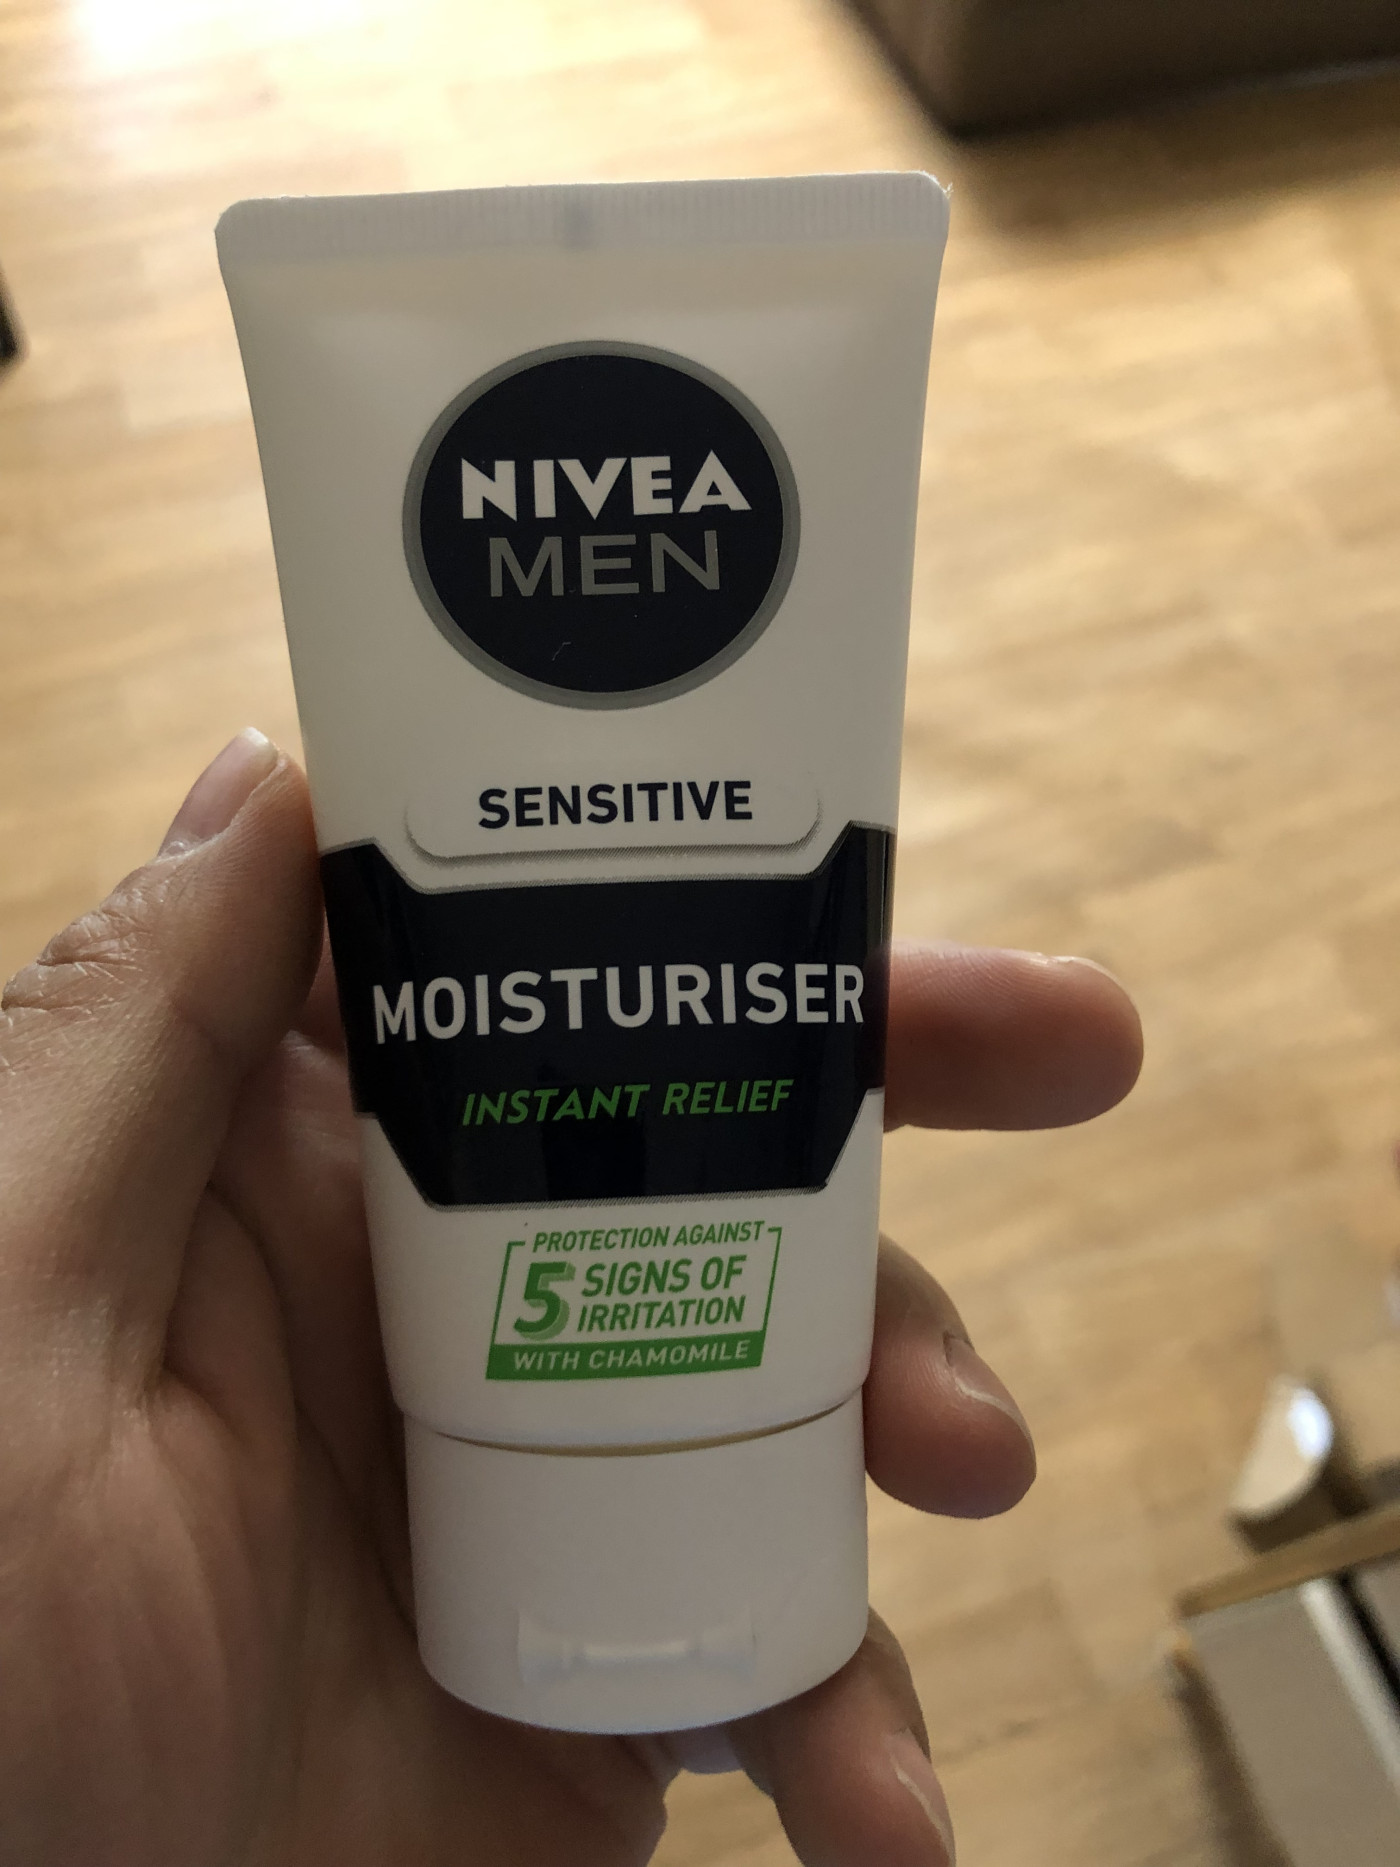 NIVEA
MEN
SENSITIVE
MOISTURISER
INSTANT RELIEF
PROTECTION AGAINST
5 SIGNS OF
IRRITATION
WITH CHAMOMILE